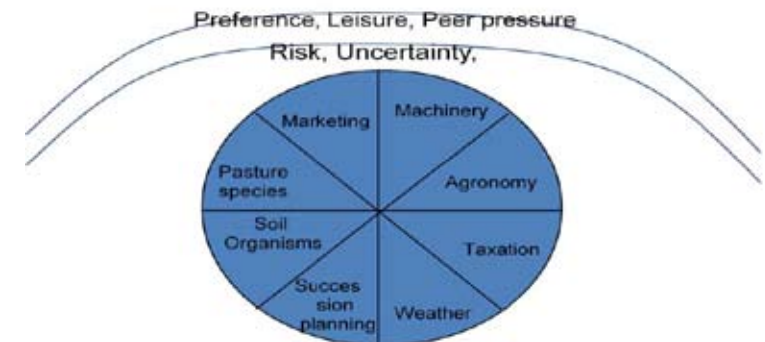 Preference, Leisure, Peer pressure
Risk, Uncertainty,
Marketing
Machinery
Pasture
species
Agronomy
Soil
Organisms
Taxation
Succes
sion
planning
Weather